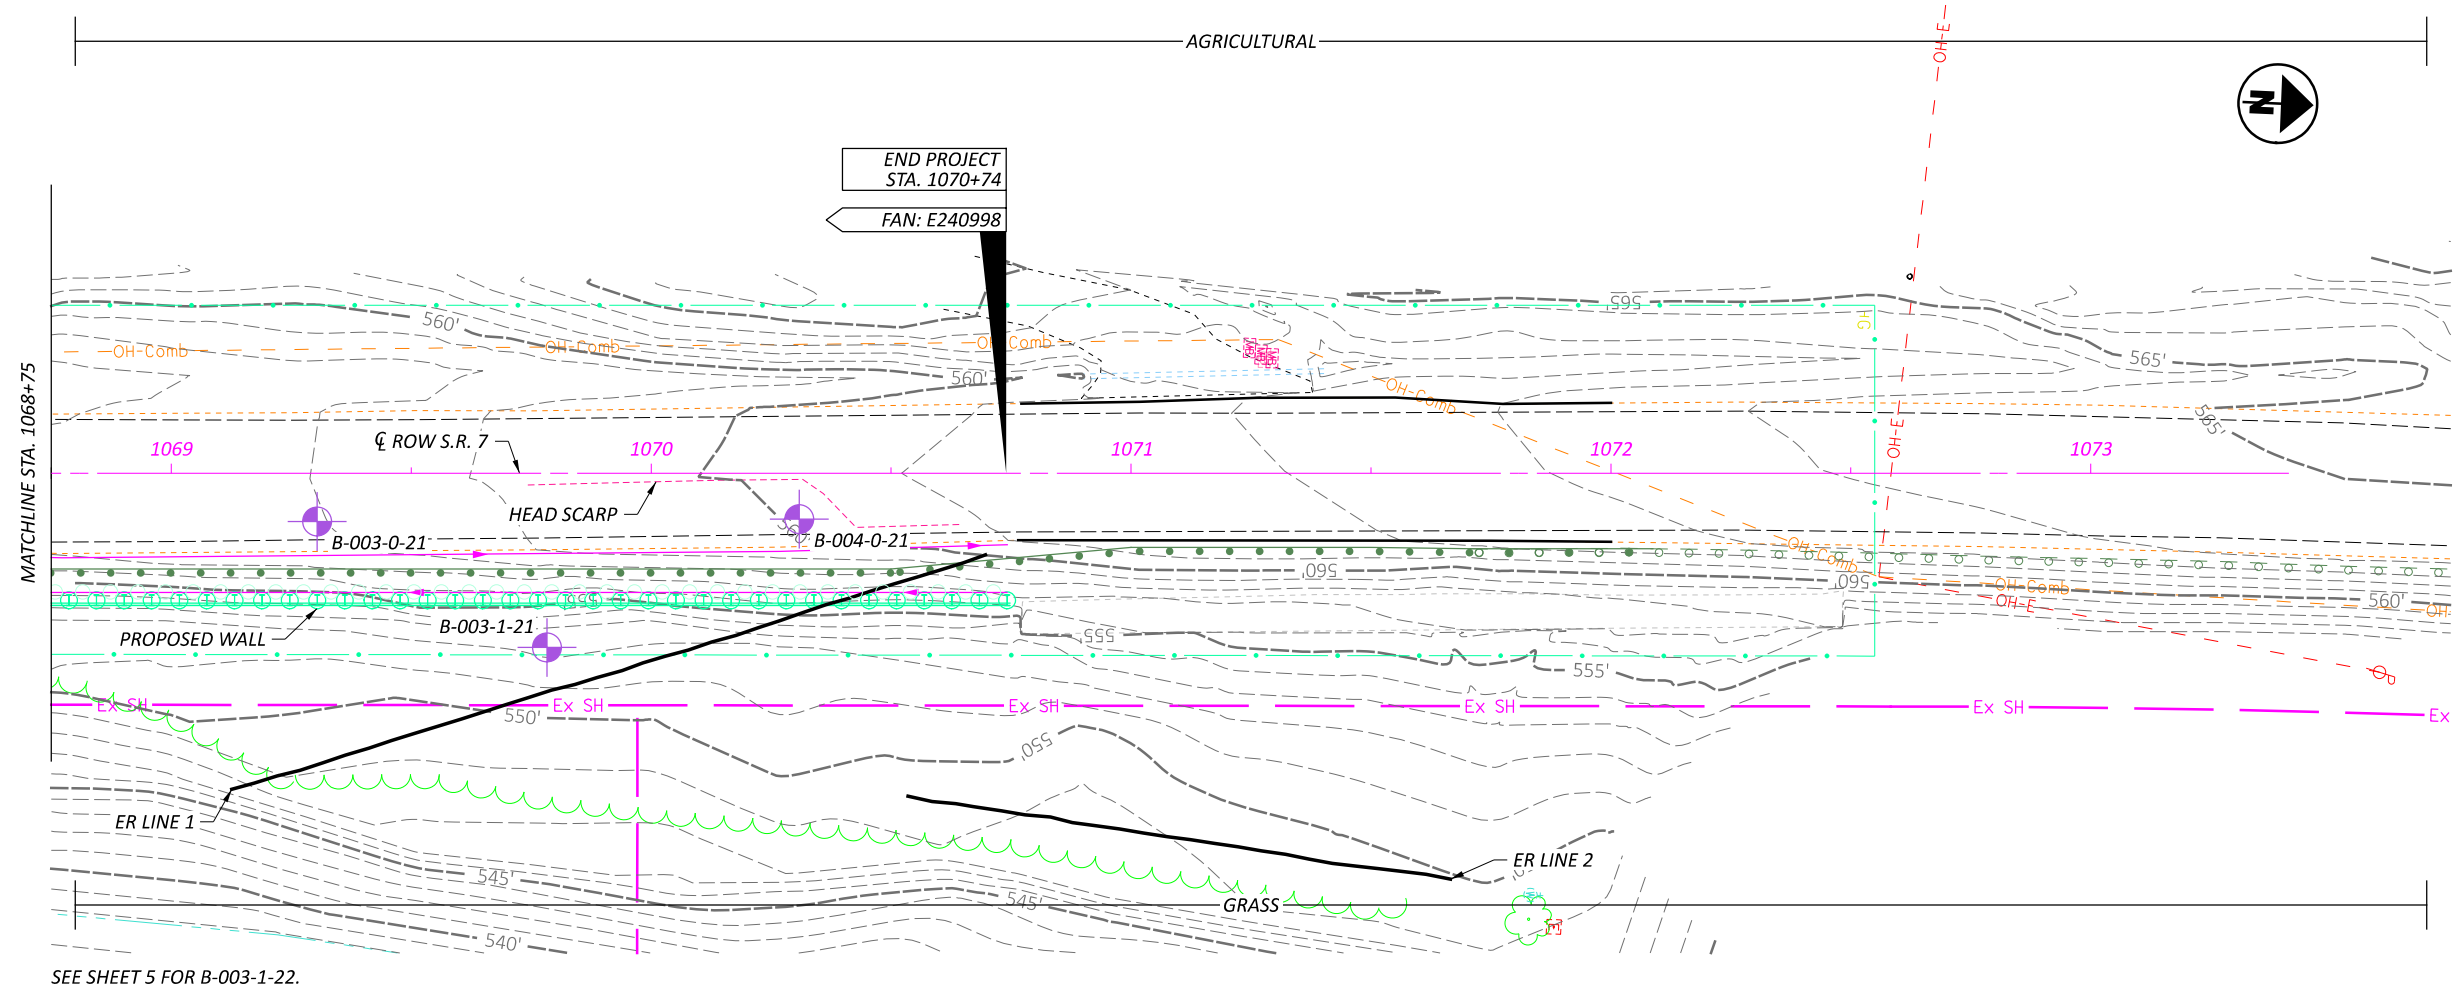 AGRICULTURAL
OH-E
N
END PROJECT
STA. 1070+74
FAN: E240998
565'
HG
560'
OH-Comb
OH-Comb
OH-Comb
565'
560'
OH-Comb
565'
MATCHLINE STA. 1068+75
℄ ROW S.R. 7
OH-E
1069
1070
1071
1072
1073
HEAD SCARP
560'
B-003-0-21
B-004-0-21
OH-Comb
560'
560'
OH-Comb
560'
OH-E
OH-
555'
PROPOSED WALL
B-003-1-21
555'
555'
Ex SH
Ex SH
Ex SH
Ex SH
Ex SH
Ex
550'
550'
ER LINE 1
ER LINE 2
545'
545'
GRASS
E
540'
SEE SHEET 5 FOR B-003-1-22.